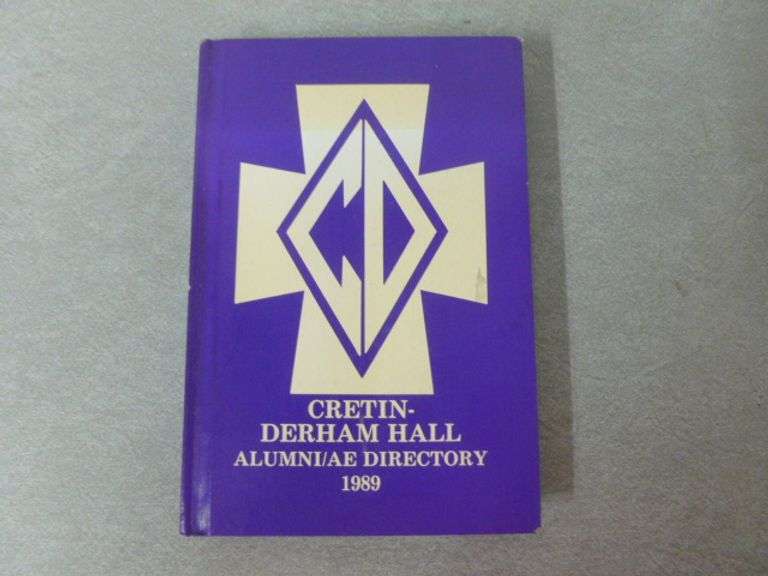 CD
CRETIN-
DERHAM HALL
ALUMNI/AE DIRECTORY
1989